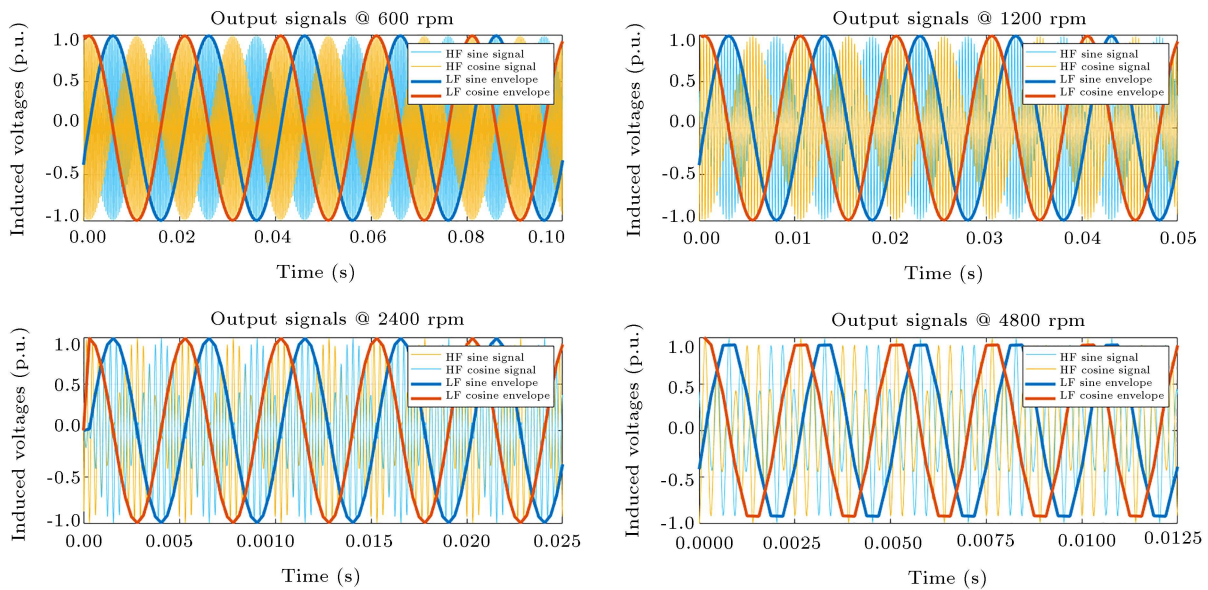 Output signals @ 600 rpm
Induced voltages (p.u.)
1.0
0.5
0.0
-0.5
-1.0
HF sine signal
HF cosine signal
LF sine envelope
LF cosine envelope
0.00 0.02 0.04 0.06 0.08 0.10
Time (s)
Output signals @ 1200 rpm
Induced voltages (p.u.)
1.0
0.5
0.0
-0.5
-1.0
HF sine signal
HF cosine signal
LF sine envelope
LF cosine envelope
0.00 0.01 0.02 0.03 0.04 0.05
Time (s)
Output signals @ 2400 rpm
Induced voltages (p.u.)
1.0
0.5
0.0
-0.5
-1.0
HF sine signal
HF cosine signal
LF sine envelope
LF cosine envelope
0.0 0.005 0.0010 0.015 0.020 0.025
Time (s)
Output signals @ 4800 rpm
Induced voltages (p.u.)
1.0
0.5
0.0
-0.5
-1.0
HF sine signal
HF cosine signal
LF sine envelope
LF cosine envelope
0.0000 0.0025 0.0050 0.0075 0.0100 0.0125
Time (s)